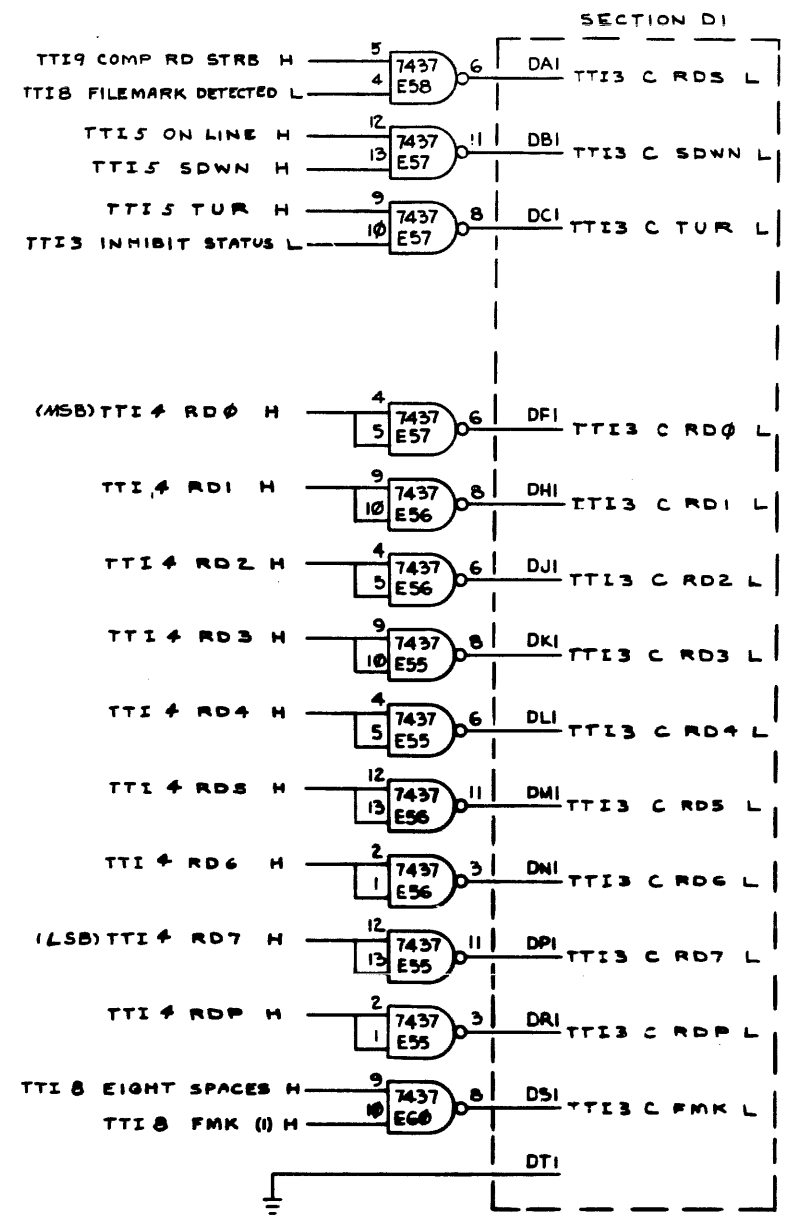 SECTION D1
TTI9 COMP RD STRB H 5 7437 6 DA1 TTI3 C RDS L
TTI8 FILEMARK DETECTED L 4 E58
TTI5 ON LINE H 12 7437 11 DB1 TTI3 C SDWN L
TTI5 SDWN H 13 E57
TTI5 TUR H 9 7437 8 DC1 TTI3 C TUR L
TTI3 INHIBIT STATUS L 10 E57
(MSB) TTI4 RDØ H 4 7437 6 DF1 TTI3 C RDØ L
5 E57
TTI4 RD1 H 9 7437 8 DH1 TTI3 C RD1 L
1Ø E56
TTI4 RD2 H 4 7437 6 DJ1 TTI3 C RD2 L
5 E56
TTI4 RD3 H 9 7437 8 DK1 TTI3 C RD3 L
1Ø E55
TTI4 RD4 H 4 7437 6 DL1 TTI3 C RD4 L
5 E55
TTI4 RD5 H 12 7437 11 DM1 TTI3 C RD5 L
13 E56
TTI4 RD6 H 2 7437 3 DN1 TTI3 C RD6 L
1 E56
(LSB) TTI4 RD7 H 12 7437 11 DP1 TTI3 C RD7 L
13 E55
TTI4 RDP H 2 7437 3 DR1 TTI3 C RDP L
1 E55
TTI8 EIGHT SPACES H 9 7437 8 DS1 TTI3 C FMK L
TTI8 FMK (1) H 1Ø E6Ø
DT1